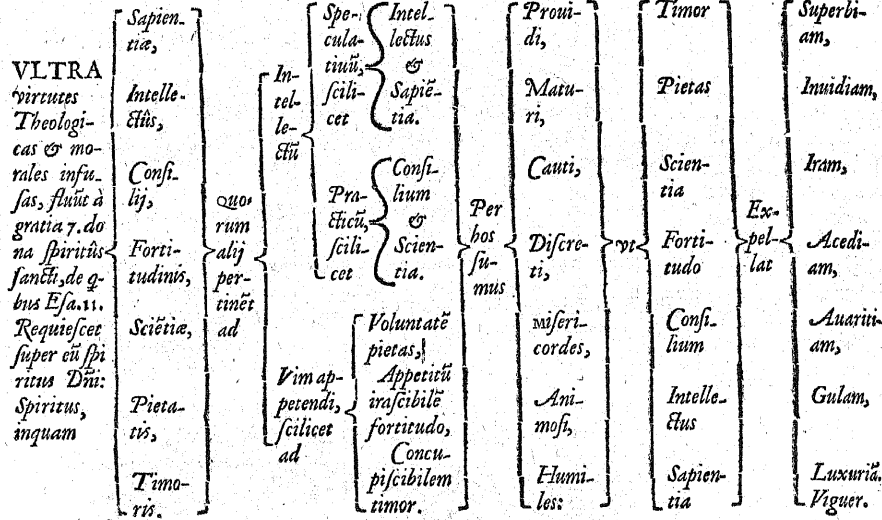 VLTRA
virtutes
Theologi-
cas & mo-
rales infu-
sas, fluũt à
gratia 7. do
na spiritûs
sancti, de q-
bus Esa. 11.
Requiescet
super eũ spi
ritus Dñi:
Spiritus,
inquam
Sapien-
tiæ,
Intelle-
ctûs,
Consi-
lij,
Forti-
tudinis,
Sciẽtiæ,
Pieta-
tis,
Timo-
ris.
Quo-
rum
alij
per-
tinẽt
ad
In-
tel-
le-
ctũ
Spe-
cula-
tiuũ,
scili-
cet
Intel-
lectus
&
Sapiẽ-
tia.
Pra-
cticũ,
scili-
cet
Consi-
lium
&
Scien-
tia.
Vim ap-
petendi,
scilicet
ad
Voluntatẽ
pietas,
Appetitũ
irascibilẽ
fortitudo,
Concu-
piscibilem
timor.
Per
hos
su-
mus
Proui-
di,
Matu-
ri,
Cauti,
Discre-
ti,
Miseri-
cordes,
Ani-
mosi,
Humi-
les:
vt
Timor
Pietas
Scien-
tia
Forti-
tudo
Consi-
lium
Intelle-
ctus
Sapien-
tia
Ex-
pel-
lat
Superbi-
am,
Inuidiam,
Iram,
Acedi-
am,
Auariti-
am,
Gulam,
Luxuriã.
Viguer.